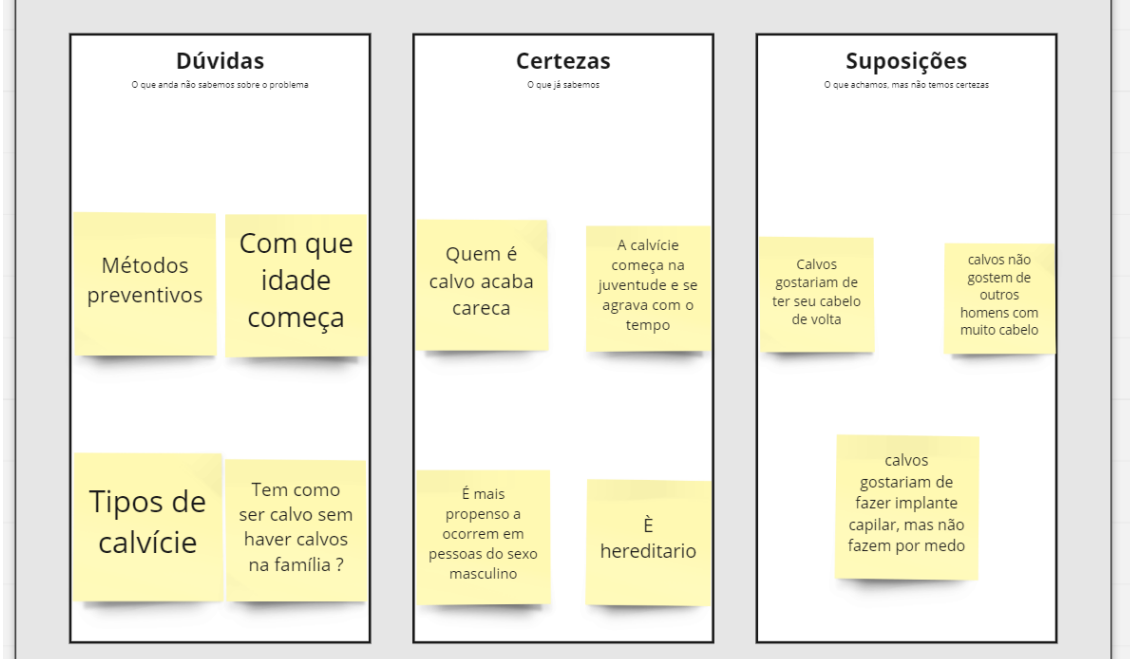 Dúvidas
O que anda não sabemos sobre o problema
Métodos
preventivos
Com que
idade
começa
Tipos de
calvície
Tem como
ser calvo sem
haver calvos
na família ?
Certezas
O que já sabemos
Quem é
calvo acaba
careca
A calvície
começa na
juventude e se
agrava com o
tempo
É mais
propenso a
ocorrem em
pessoas do sexo
masculino
È
hereditario
Suposições
O que achamos, mas não temos certezas
Calvos
gostariam de
ter seu cabelo
de volta
calvos não
gostem de
outros
homens com
muito cabelo
calvos
gostariam de
fazer implante
capilar, mas não
fazem por medo